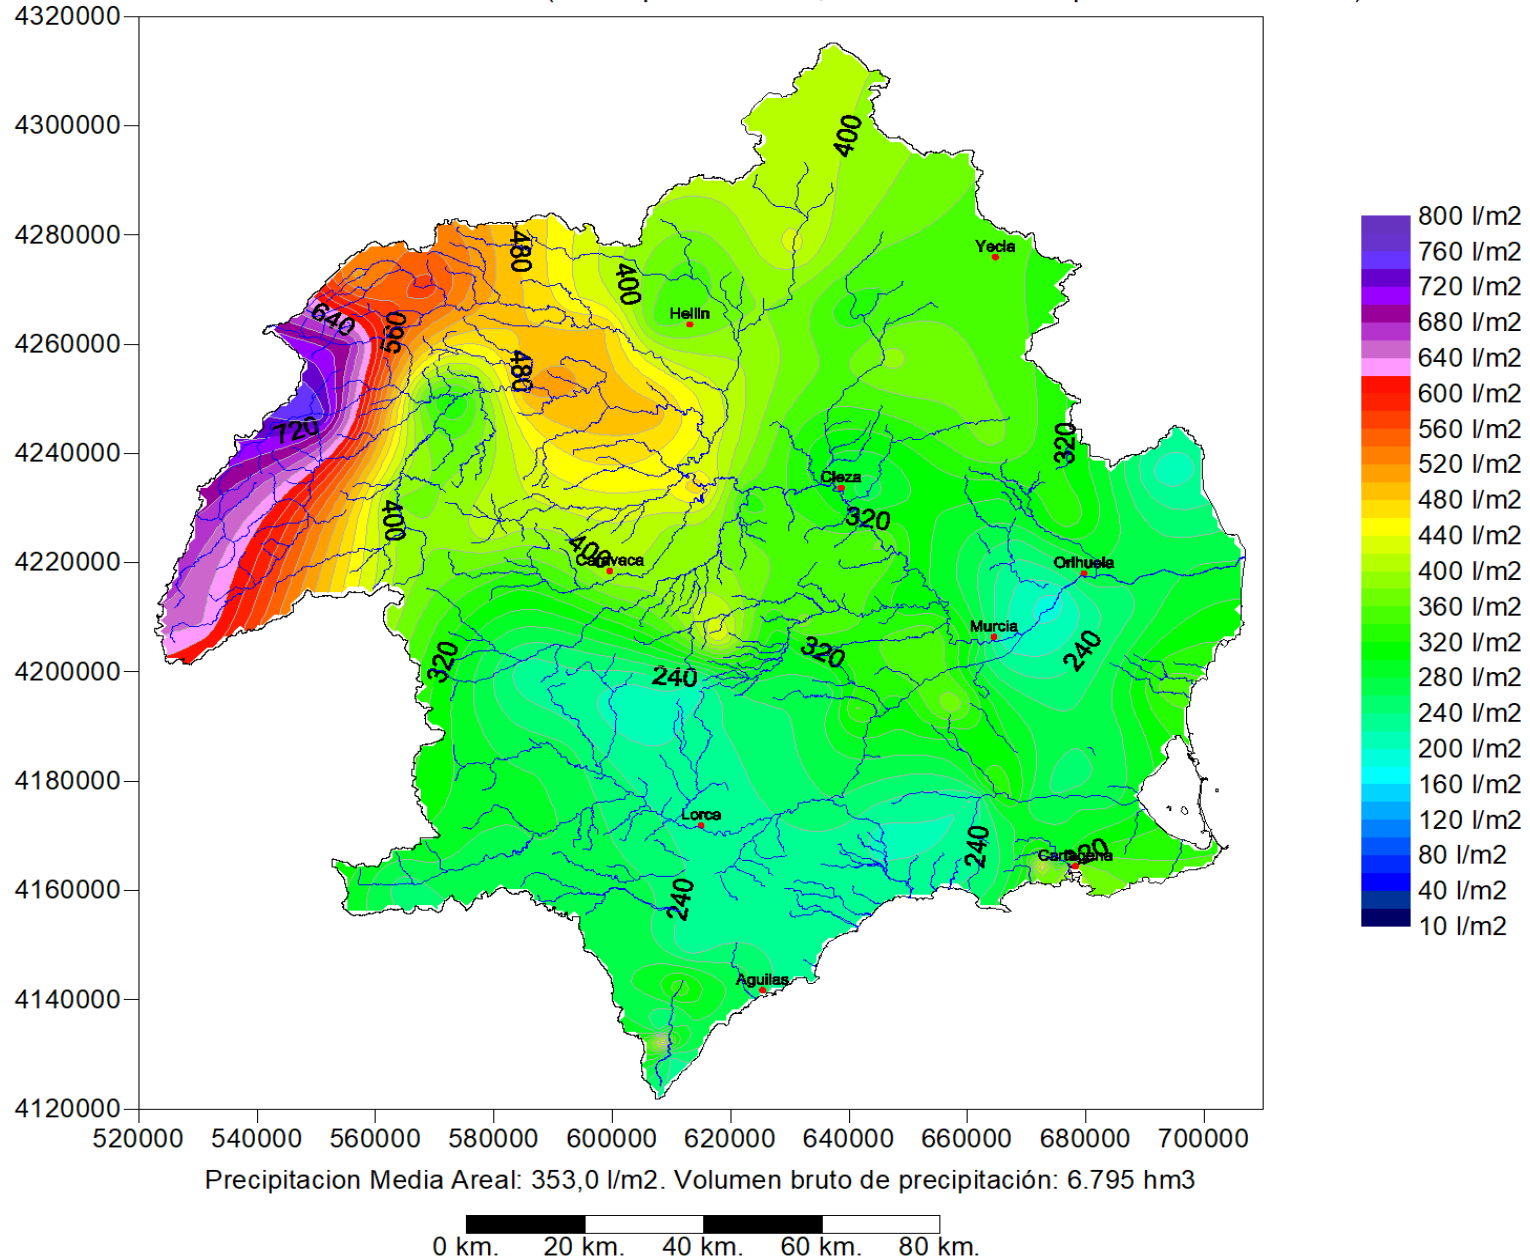 4320000
4300000
4280000
4260000
4240000
4220000
4200000
4180000
4160000
4140000
4120000
520000 540000 560000 580000 600000 620000 640000 660000 680000 700000
400
Yecla
480
400
Hellin
640
560
480
720
320
Cieza
320
400
400
Caravaca
Orihuela
Murcia
320
320
240
240
Lorca
240
320
Cartagena
240
Aguilas
800 l/m2
760 l/m2
720 l/m2
680 l/m2
640 l/m2
600 l/m2
560 l/m2
520 l/m2
480 l/m2
440 l/m2
400 l/m2
360 l/m2
320 l/m2
280 l/m2
240 l/m2
200 l/m2
160 l/m2
120 l/m2
80 l/m2
40 l/m2
10 l/m2
Precipitacion Media Areal: 353,0 l/m2. Volumen bruto de precipitación: 6.795 hm3
0 km. 20 km. 40 km. 60 km. 80 km.